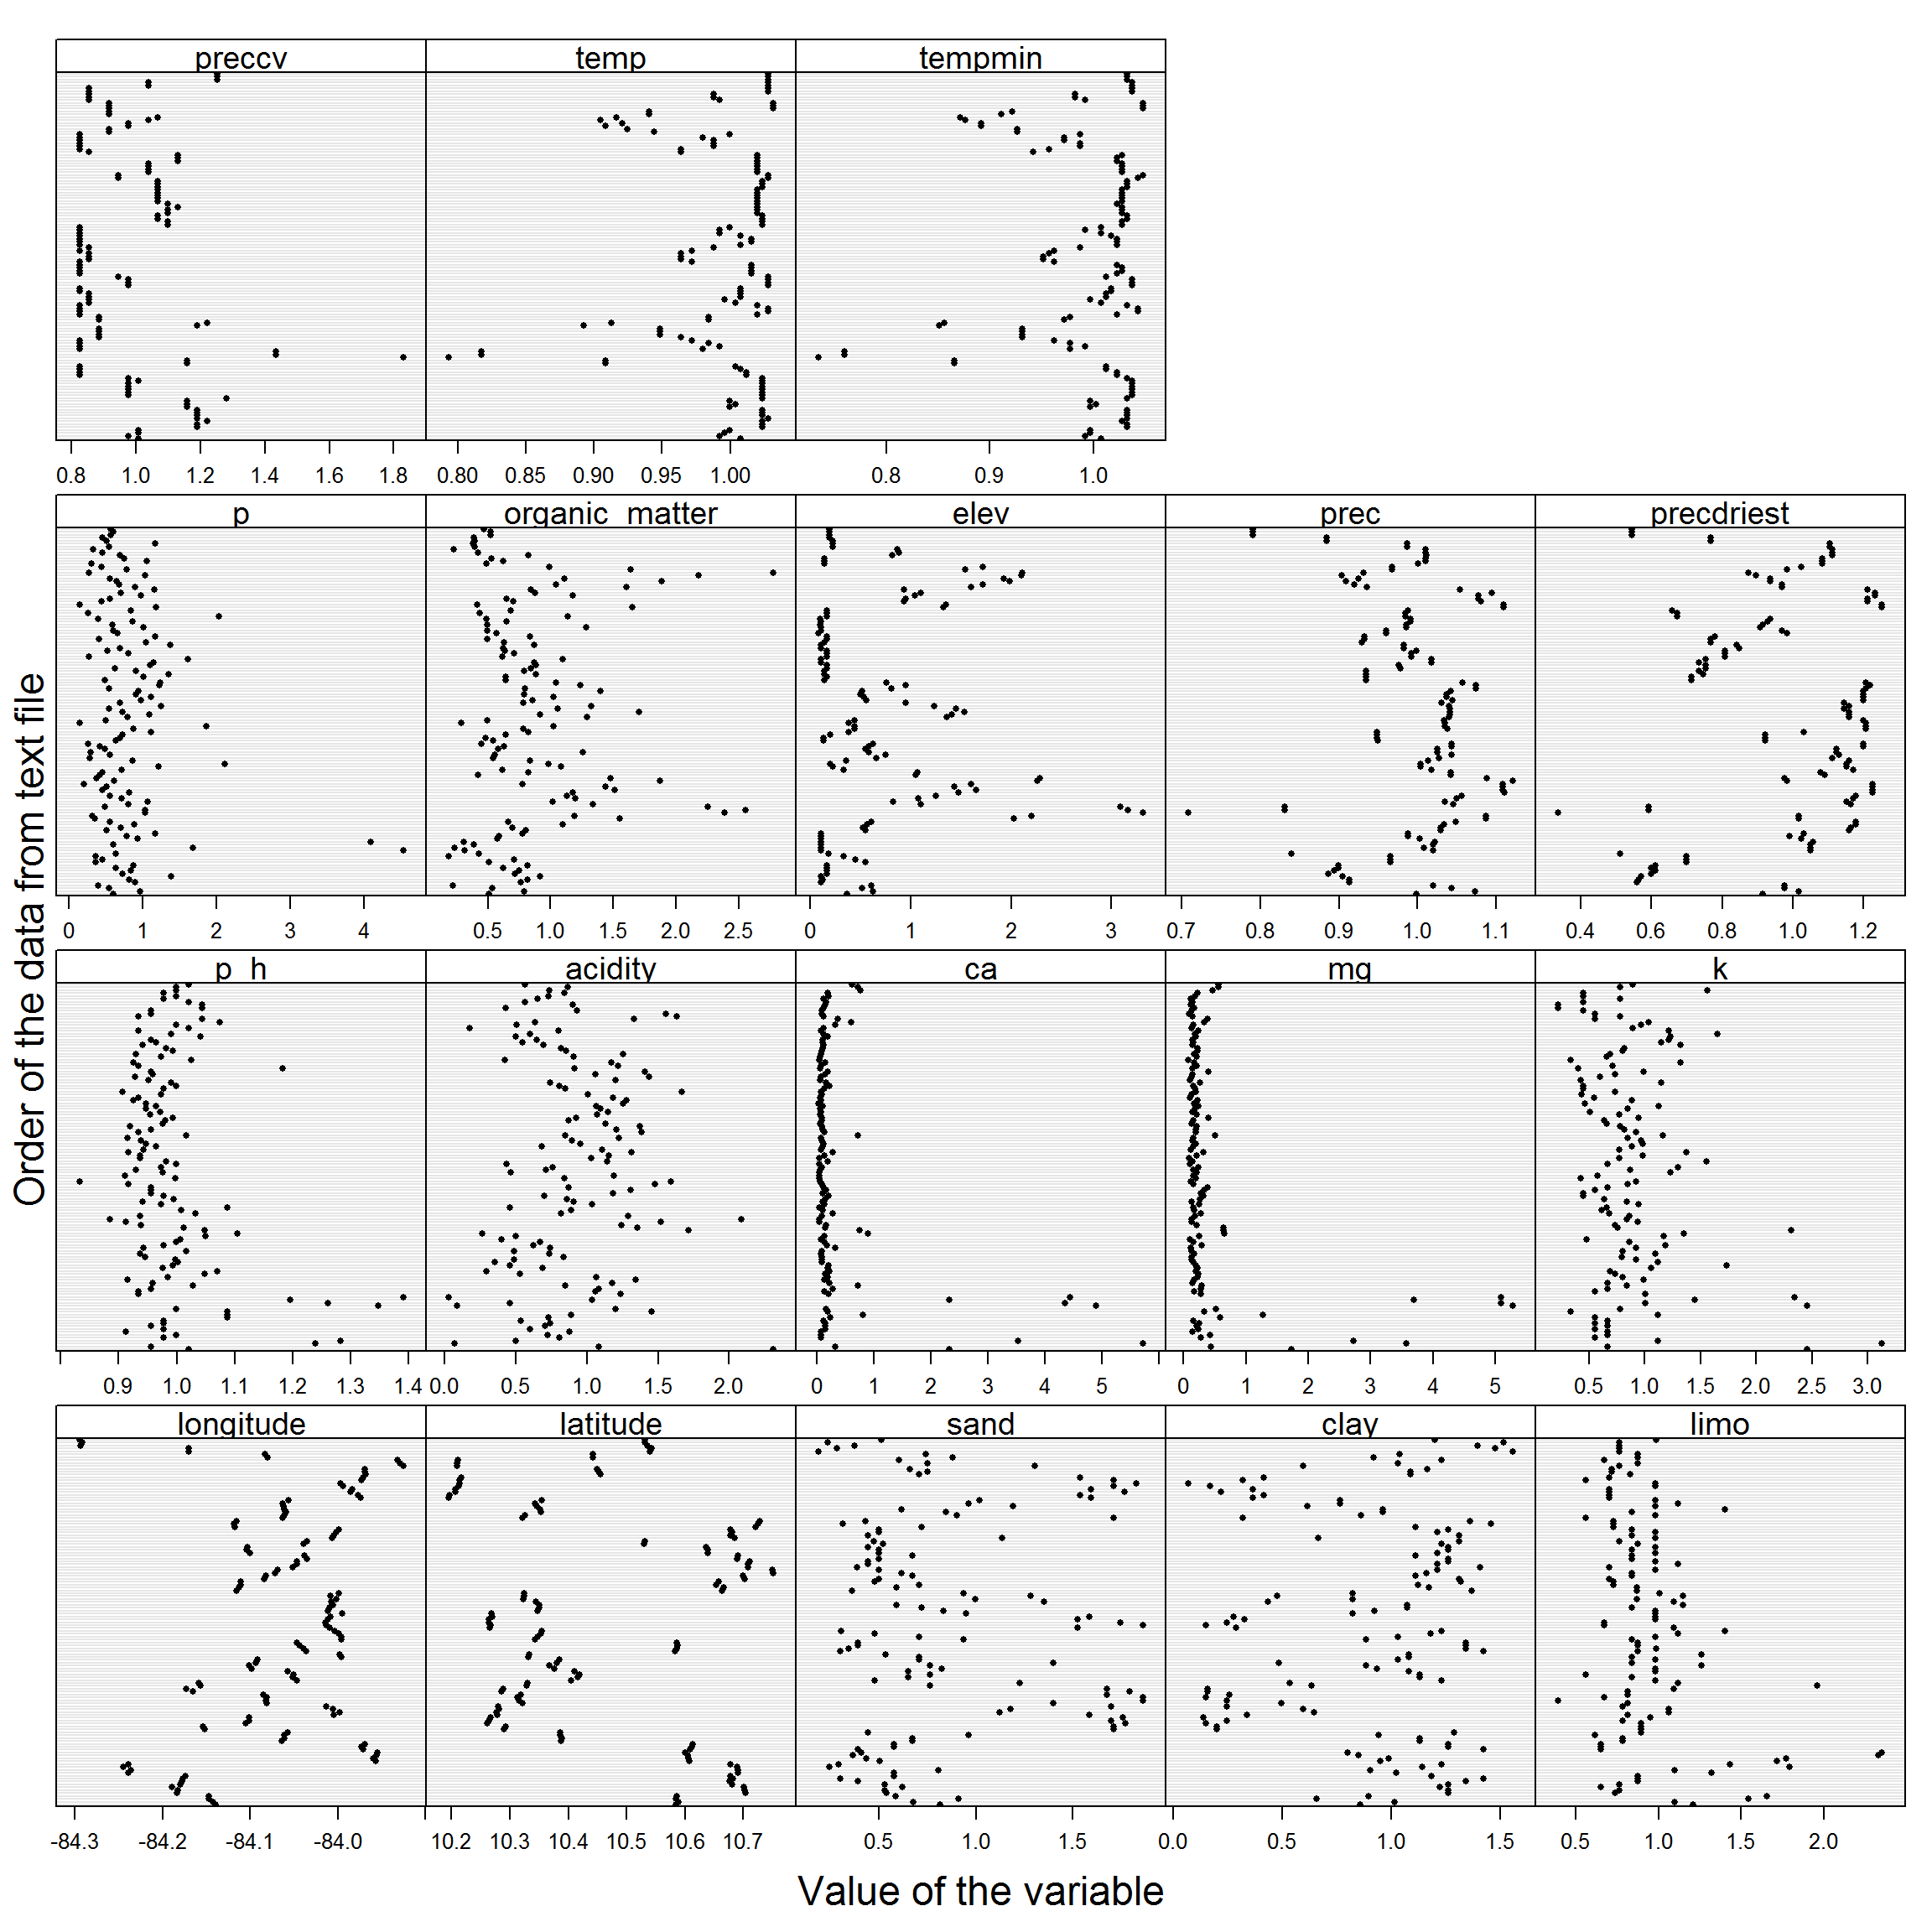 preccv temp tempmin
0.8 1.0 1.2 1.4 1.6 1.8 0.80 0.85 0.90 0.95 1.00 0.8 0.9 1.0
p organic_matter elev prec precdriest
0 1 2 3 4 0.5 1.0 1.5 2.0 2.5 0 1 2 3 0.7 0.8 0.9 1.0 1.1 0.4 0.6 0.8 1.0 1.2
p_h acidity ca mg k
0.9 1.0 1.1 1.2 1.3 1.4 0.0 0.5 1.0 1.5 2.0 0 1 2 3 4 5 0 1 2 3 4 5 0.5 1.0 1.5 2.0 2.5 3.0
longitude latitude sand clay limo
-84.3 -84.2 -84.1 -84.0 10.2 10.3 10.4 10.5 10.6 10.7 0.5 1.0 1.5 0.0 0.5 1.0 1.5 0.5 1.0 1.5 2.0
Order of the data from text file
Value of the variable